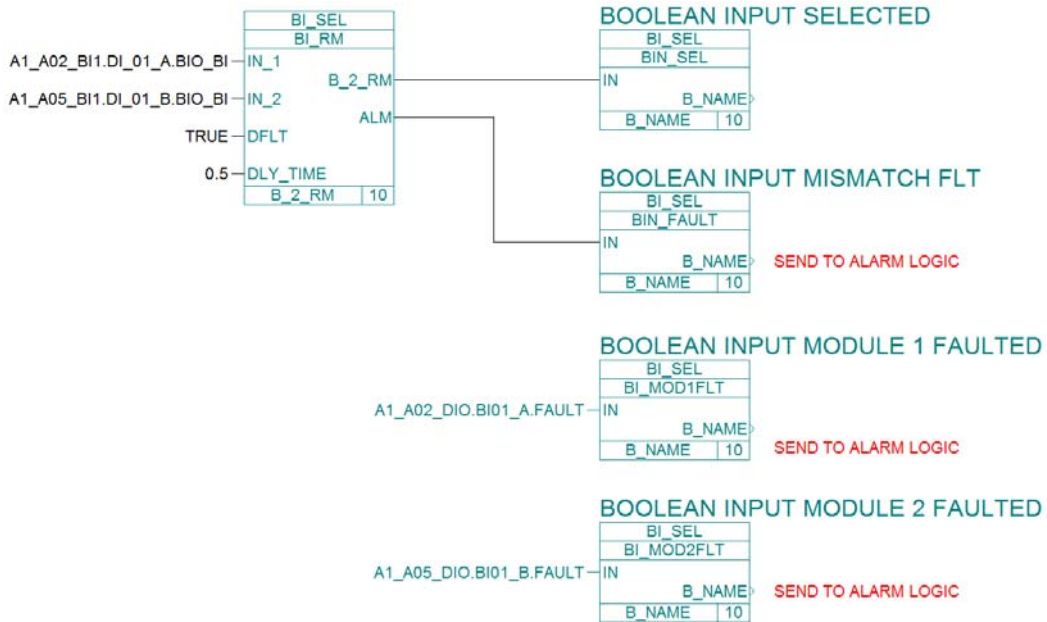 BI_SEL
BI_RM
A1_A02_BI1.DI_01_A.BIO_BI IN_1
B_2_RM
A1_A05_BI1.DI_01_B.BIO_BI IN_2
ALM
TRUE DFLT
0.5 DLY_TIME
B_2_RM 10
BOOLEAN INPUT SELECTED
BI_SEL
BIN_SEL
IN
B_NAME
B_NAME 10
BOOLEAN INPUT MISMATCH FLT
BI_SEL
BIN_FAULT
IN
B_NAME SEND TO ALARM LOGIC
B_NAME 10
BOOLEAN INPUT MODULE 1 FAULTED
BI_SEL
BI_MOD1FLT
A1_A02_DIO.BI01_A.FAULT IN
B_NAME
B_NAME 10 SEND TO ALARM LOGIC
BOOLEAN INPUT MODULE 2 FAULTED
BI_SEL
BI_MOD2FLT
A1_A05_DIO.BI01_B.FAULT IN
B_NAME SEND TO ALARM LOGIC
B_NAME 10